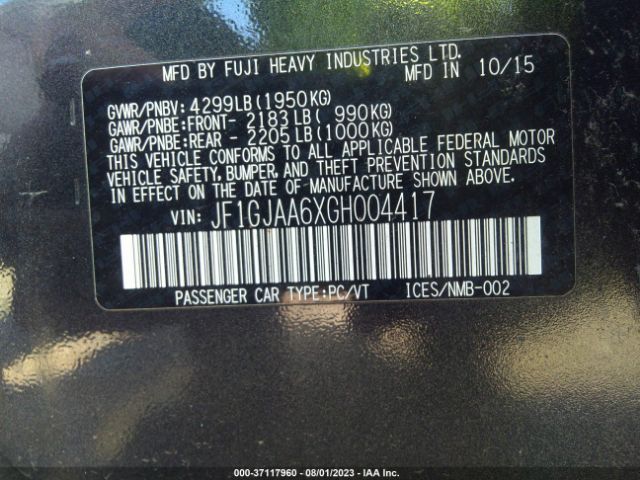 MFD BY FUJI HEAVY INDUSTRIES LTD.
MFD IN 10/15
GVWR/PNBV: 4299LB(1950KG)
GAWR/PNBE:FRONT- 2183LB( 990KG)
GAWR/PNBE:REAR - 2205LB(1000KG)
THIS VEHICLE CONFORMS TO ALL APPLICABLE FEDERAL MOTOR
VEHICLE SAFETY, BUMPER, AND THEFT PREVENTION STANDARDS
IN EFFECT ON THE DATE OF MANUFACTURE SHOWN ABOVE.
VIN: JF1GJAA6XGH004417
PASSENGER CAR TYPE:PC/VT ICES/NMB-002
000-37117960 - 08/01/2023 - IAA Inc.